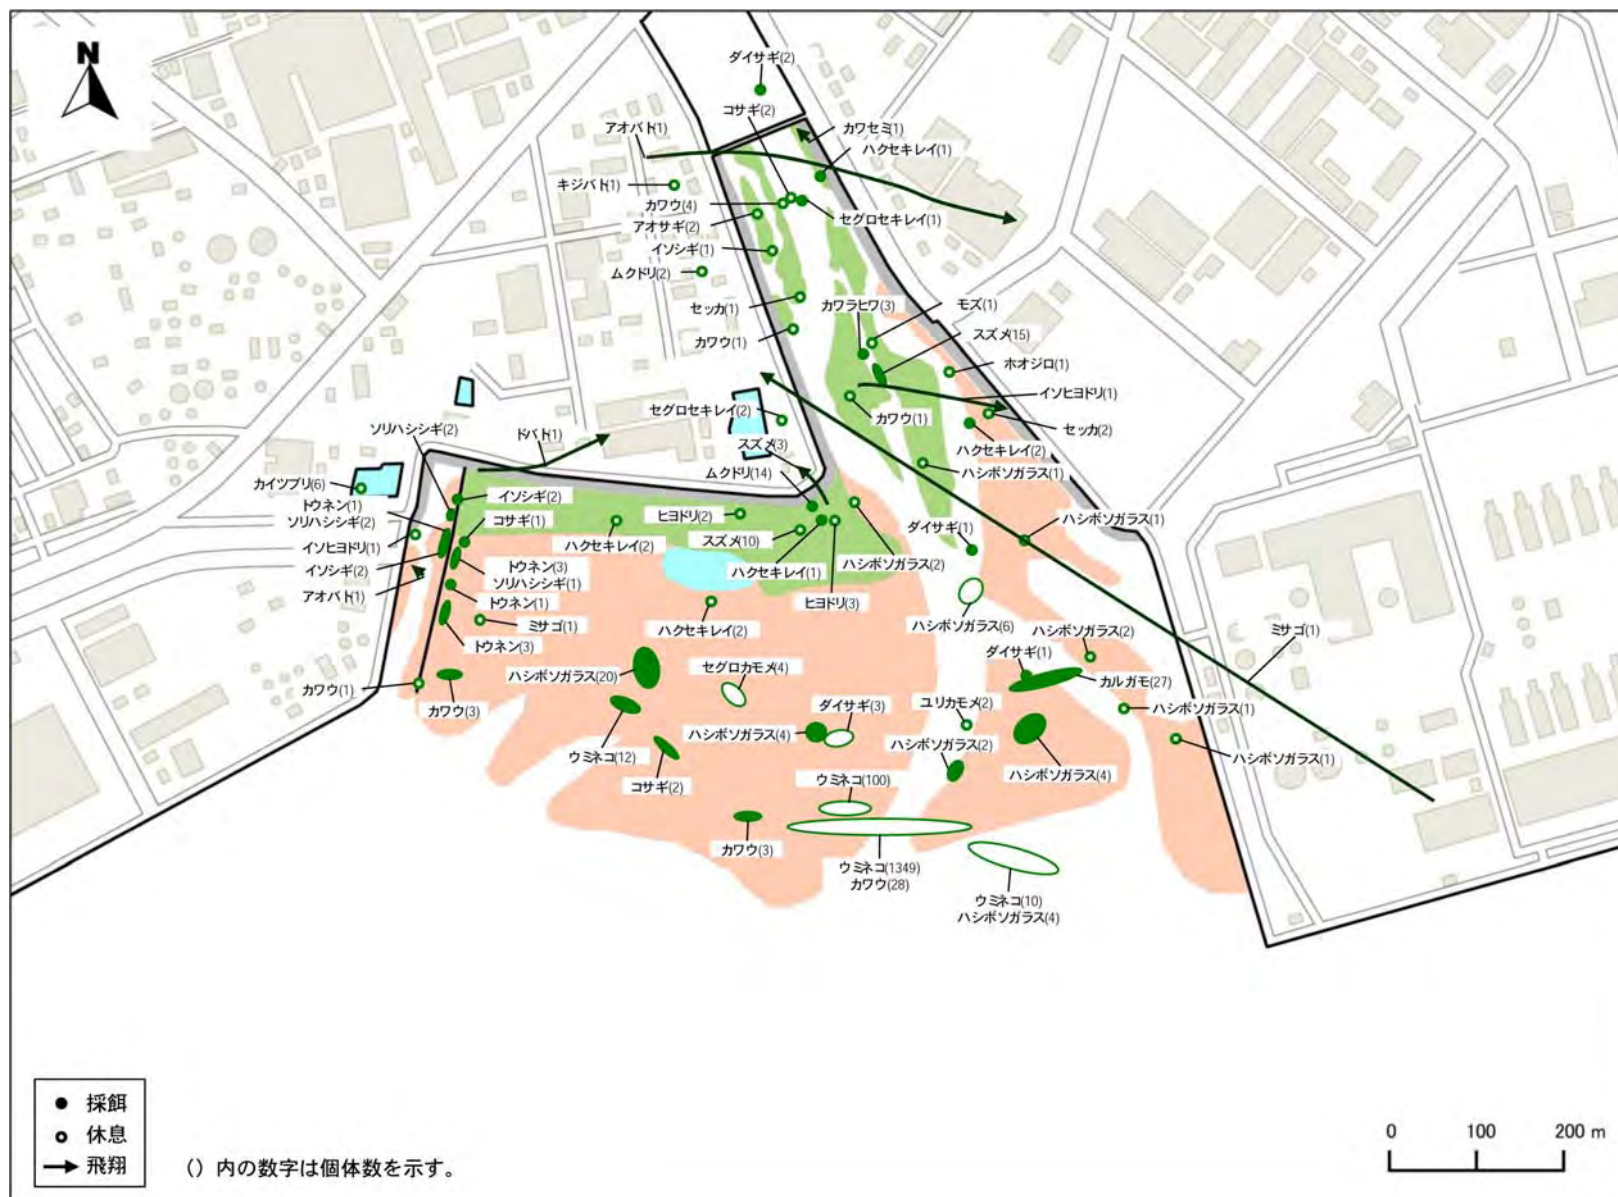 N
ダイサギ(2)
コサギ(2)
アオバト(1)
カワセミ(1)
ハクセキレイ(1)
キジバト(1)
カワウ(4)
アオサギ(2)
セグロセキレイ(1)
イソシギ(1)
ムクドリ(2)
セッカ(1)
カワラヒワ(3)
モズ(1)
スズメ(15)
カワウ(1)
ホオジロ(1)
イソヒヨドリ(1)
セグロセキレイ(2)
カワウ(1)
セッカ(2)
ソリハシシギ(2)
ドバト(1)
スズメ(3)
ハクセキレイ(2)
ムクドリ(14)
ハシボソガラス(1)
カイツブリ(6)
トウネン(1)
ソリハシシギ(2)
イソシギ(2)
コサギ(1)
ヒヨドリ(2)
ダイサギ(1)
ハシボソガラス(1)
イソヒヨドリ(1)
ハクセキレイ(2)
スズメ(10)
イソシギ(2)
トウネン(3)
ソリハシシギ(1)
ハクセキレイ(1)
ハシボソガラス(2)
アオバト(1)
トウネン(1)
ヒヨドリ(3)
ミサゴ(1)
ハクセキレイ(2)
ハシボソガラス(6)
ハシボソガラス(2)
ミサゴ(1)
トウネン(3)
ダイサギ(1)
ハシボソガラス(20)
セグロカモメ(4)
カルガモ(27)
カワウ(1)
カワウ(3)
ダイサギ(3)
ユリカモメ(2)
ハシボソガラス(1)
ハシボソガラス(4)
ハシボソガラス(2)
ウミネコ(12)
ハシボソガラス(4)
ハシボソガラス(1)
コサギ(2)
ウミネコ(100)
カワウ(3)
ウミネコ(1349)
カワウ(28)
ウミネコ(10)
ハシボソガラス(4)
採餌
休息
飛翔
() 内の数字は個体数を示す。
0 100 200 m